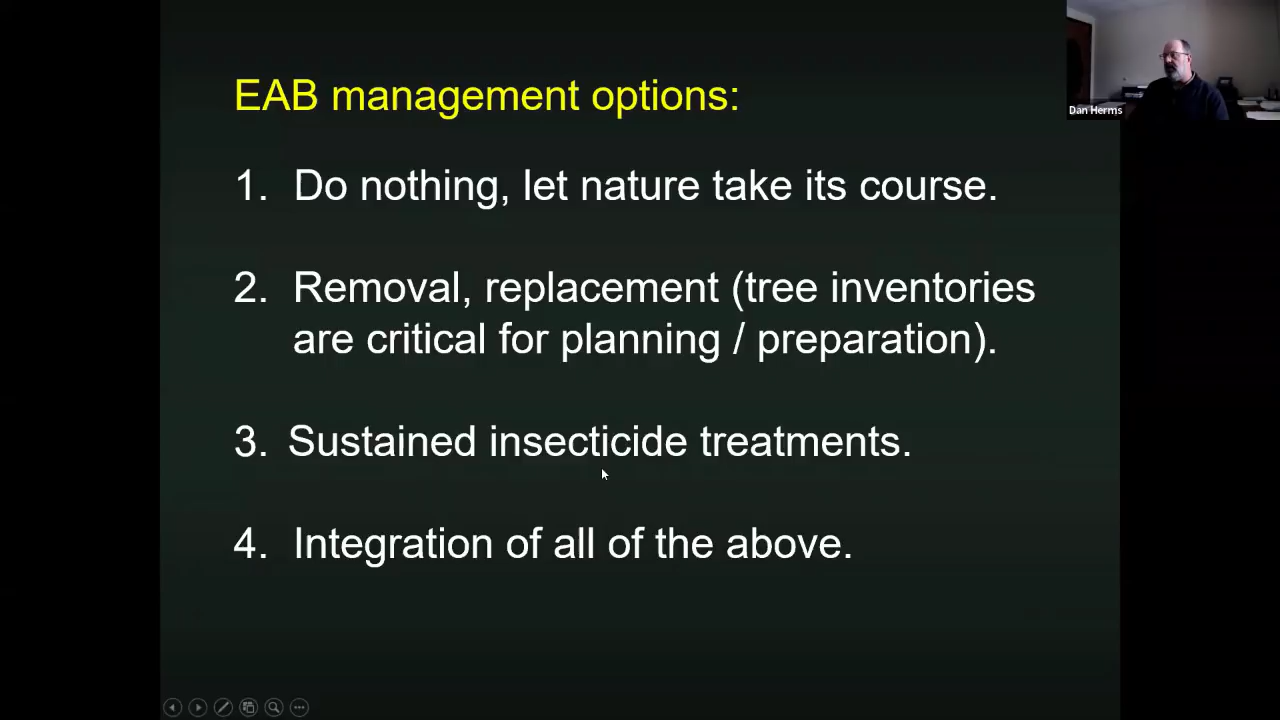 EAB management options:
Dan Herms
1. Do nothing, let nature take its course.
2. Removal, replacement (tree inventories
are critical for planning / preparation).
3. Sustained insecticide treatments.
4. Integration of all of the above.